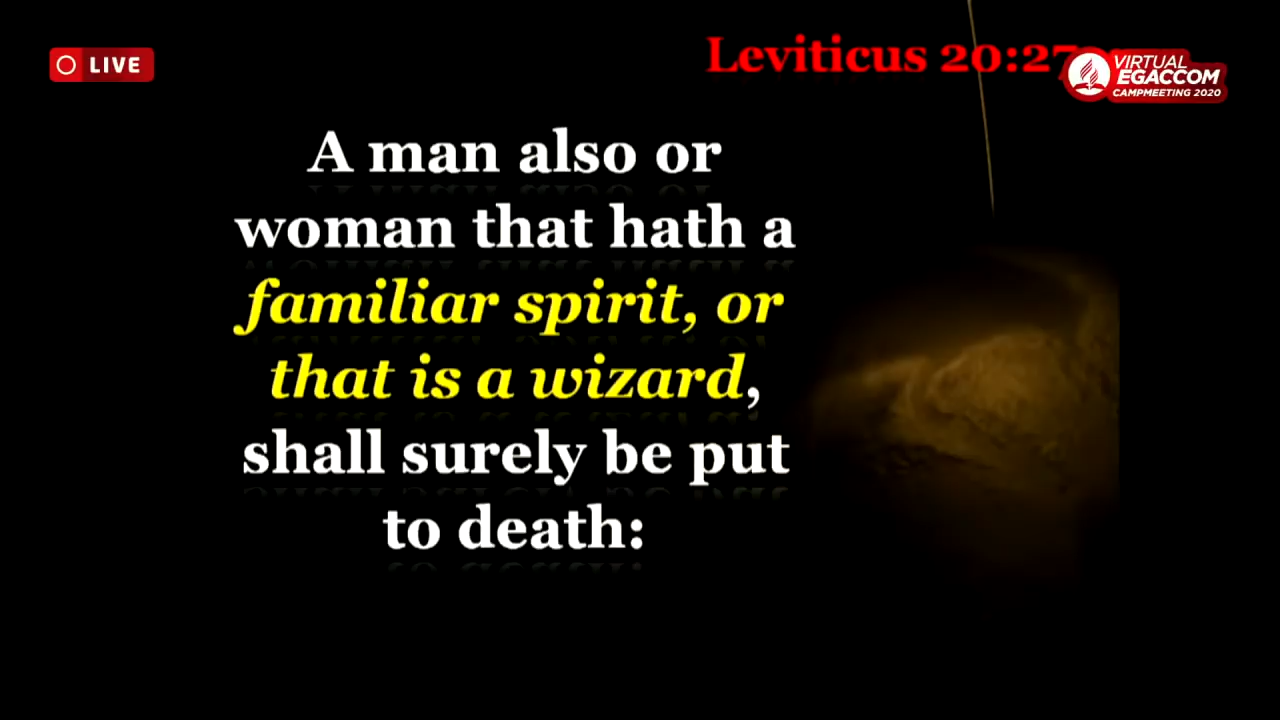 LIVE
Leviticus 20:27
VIRTUAL
EGACCOM
CAMPMEETING 2020
A man also or
woman that hath a
familiar spirit, or
that is a wizard,
shall surely be put
to death: